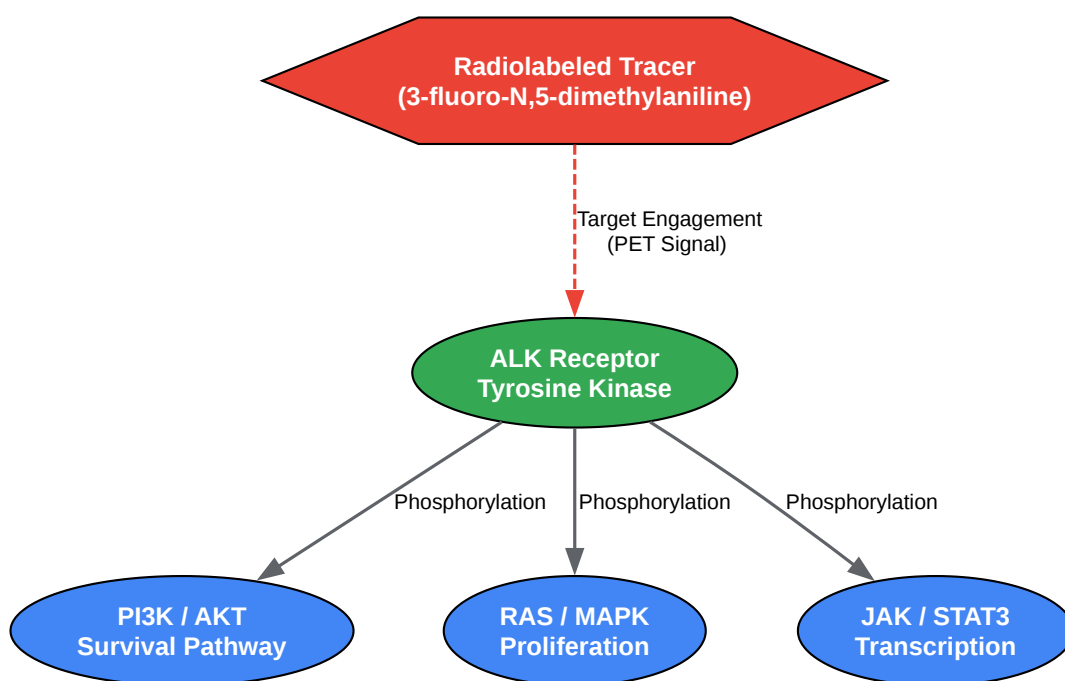 Radiolabeled Tracer
(3-fluoro-N,5-dimethylaniline)
Target Engagement
(PET Signal)
ALK Receptor
Tyrosine Kinase
Phosphorylation
Phosphorylation
Phosphorylation
PI3K / AKT
Survival Pathway
RAS / MAPK
Proliferation
JAK / STAT3
Transcription